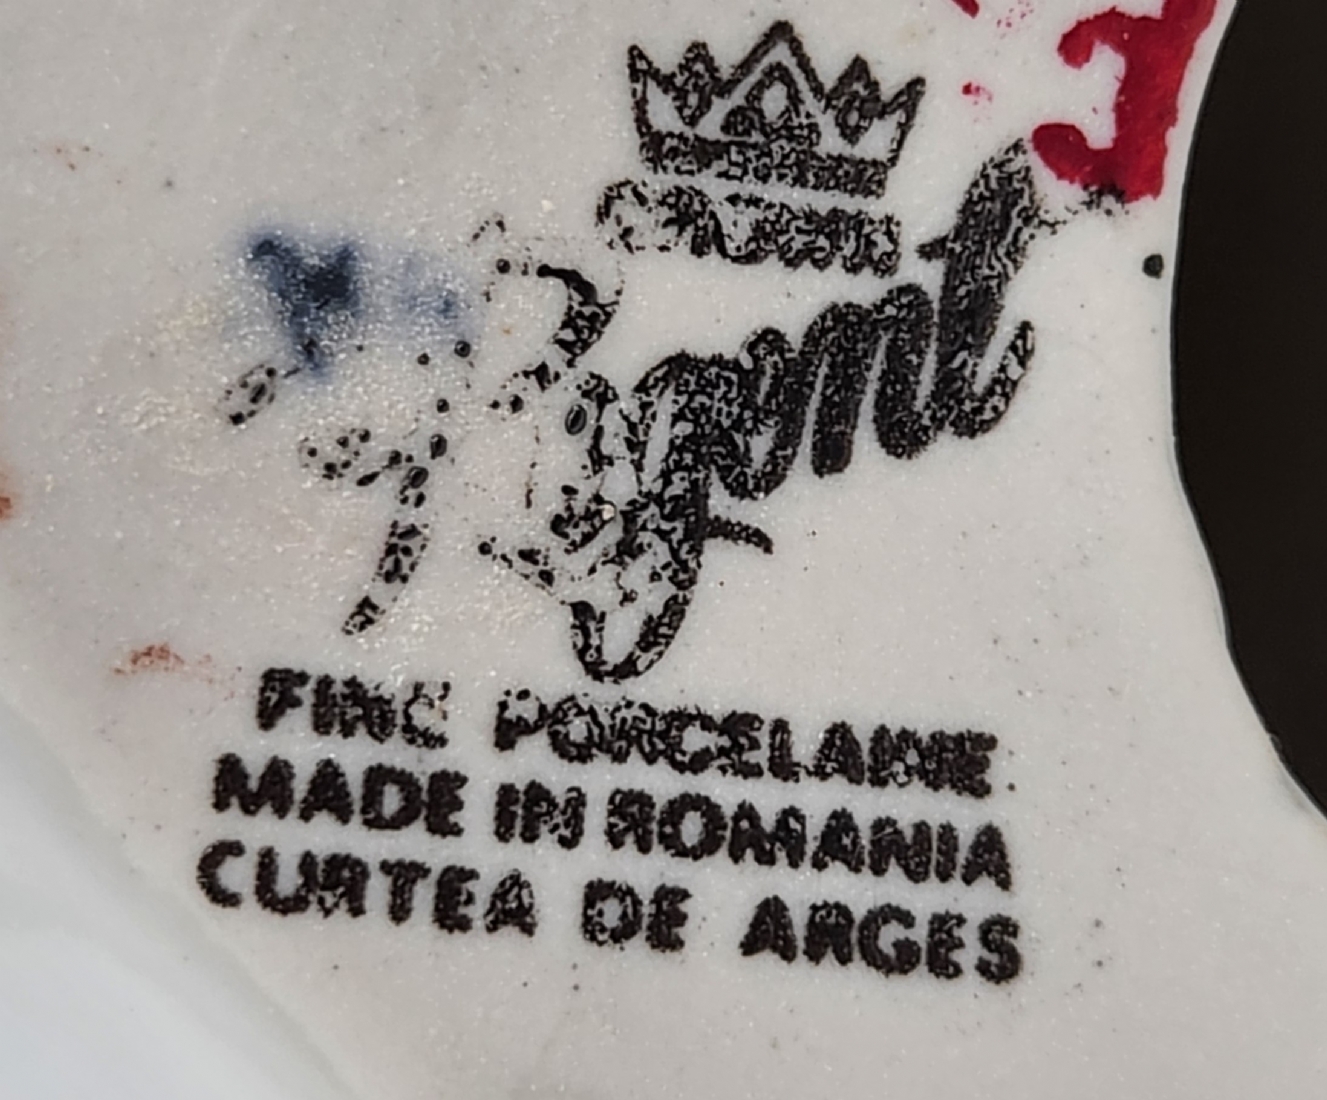 Regent
FINE PORCELAINE
MADE IN ROMANIA
CURTEA DE ARGES